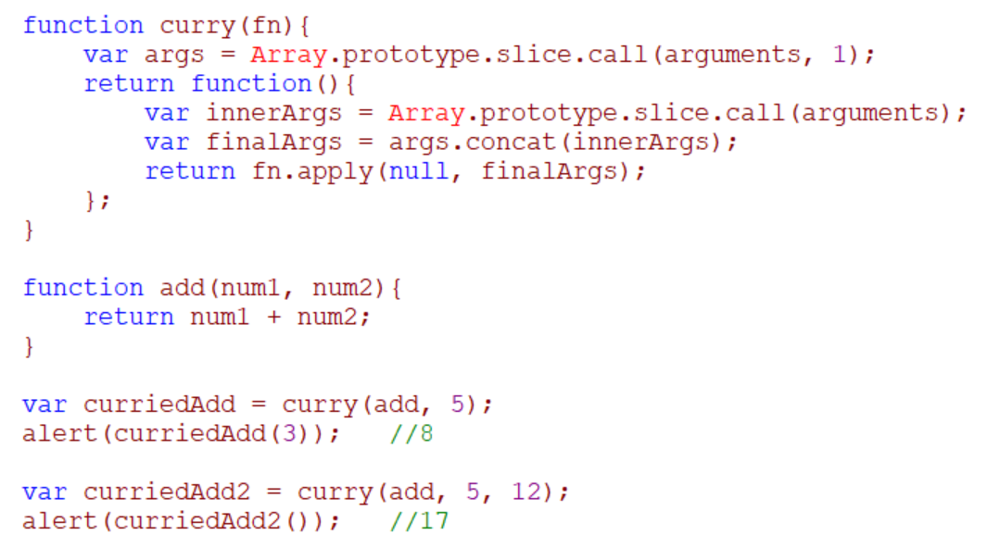 function curry(fn){
    var args = Array.prototype.slice.call(arguments, 1);
    return function(){
        var innerArgs = Array.prototype.slice.call(arguments);
        var finalArgs = args.concat(innerArgs);
        return fn.apply(null, finalArgs);
    };
}

function add(num1, num2){
    return num1 + num2;
}

var curriedAdd = curry(add, 5);
alert(curriedAdd(3));   //8

var curriedAdd2 = curry(add, 5, 12);
alert(curriedAdd2());   //17